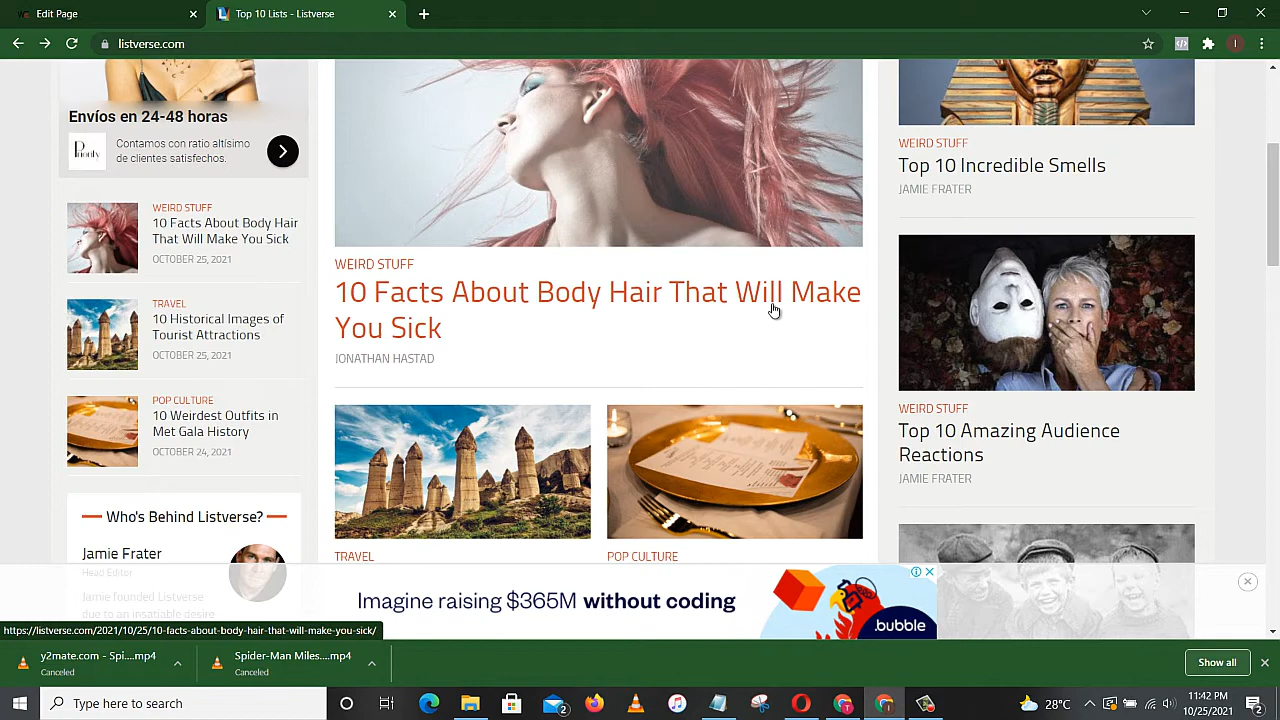 Edit Page
Top 10 Lists - Listverse
listverse.com
Envíos en 24-48 horas
Contamos con ratio altísimo
de clientes satisfechos.
WEIRD STUFF
10 Facts About Body Hair
That Will Make You Sick
OCTOBER 25, 2021
TRAVEL
10 Historical Images of
Tourist Attractions
OCTOBER 25, 2021
POP CULTURE
10 Weirdest Outfits in
Met Gala History
OCTOBER 24, 2021
Who's Behind Listverse?
Jamie Frater
Head Editor
Jamie founded Listverse
due to an insatiable desire
WEIRD STUFF
10 Facts About Body Hair That Will Make
You Sick
JONATHAN HASTAD
TRAVEL
POP CULTURE
WEIRD STUFF
Top 10 Incredible Smells
JAMIE FRATER
WEIRD STUFF
Top 10 Amazing Audience
Reactions
JAMIE FRATER
Imagine raising $365M without coding
.bubble
https://listverse.com/2021/10/25/10-facts-about-body-hair-that-will-make-you-sick/
y2mate.com - Spi....mp4
Canceled
Spider-Man Miles....mp4
Canceled
Show all
Type here to search
2
28°C
11:42 PM
10/25/2021